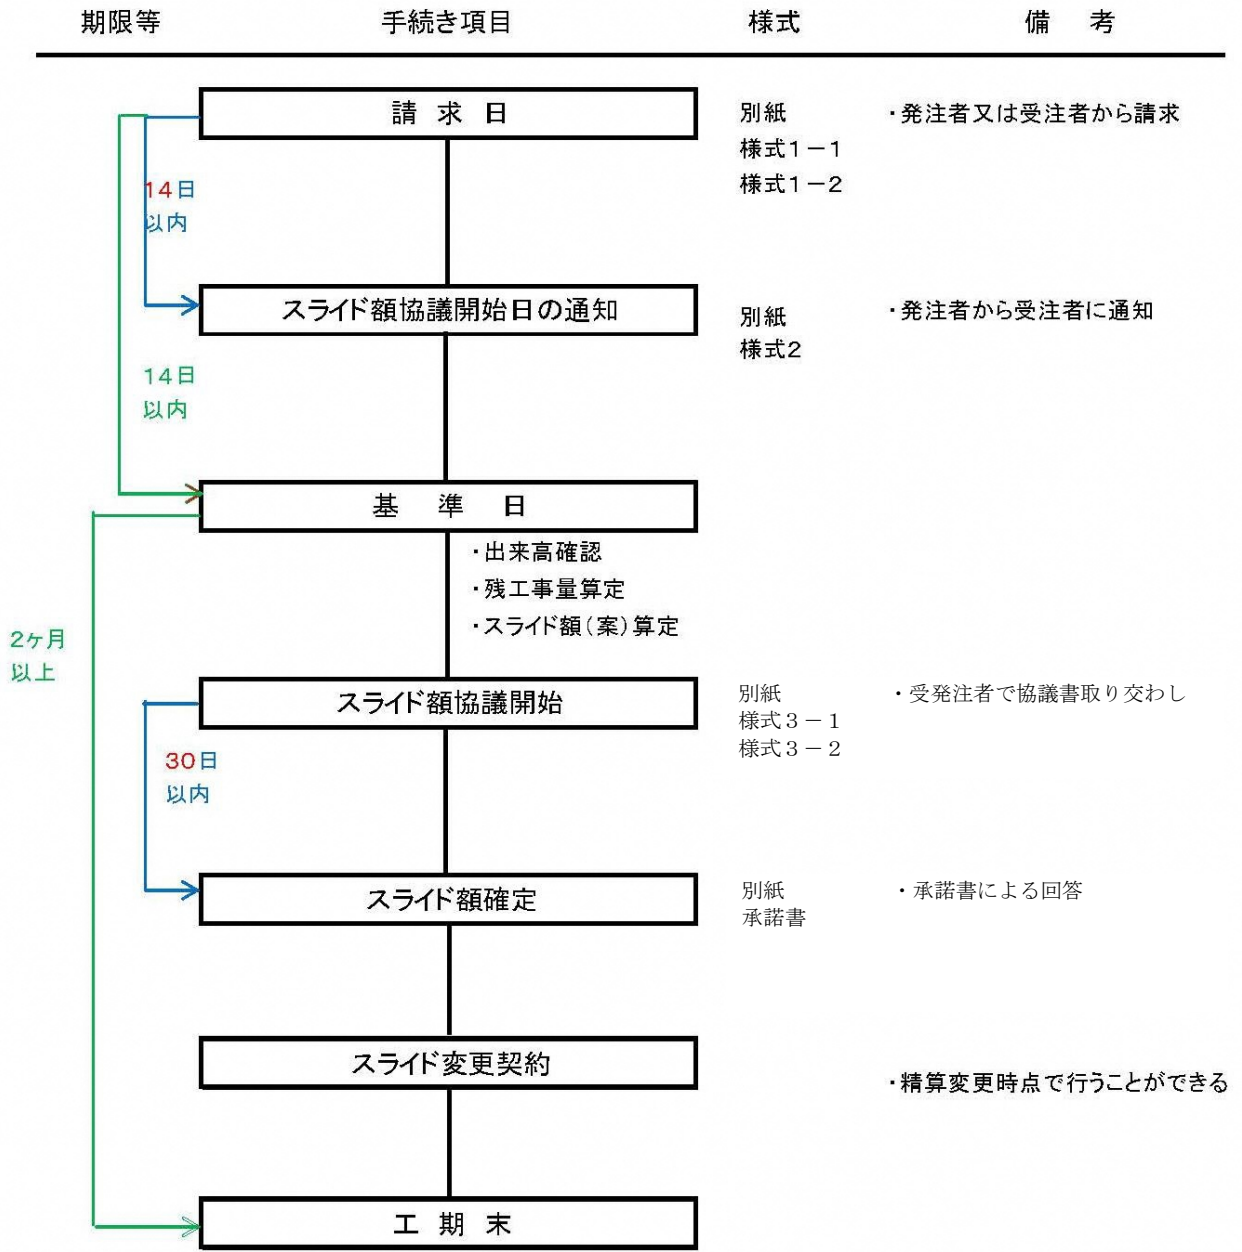 期限等 手続き項目 様式 備 考
請 求 日 別紙 ・発注者又は受注者から請求
様式1－1
様式1－2
14日
以内
スライド額協議開始日の通知 別紙 ・発注者から受注者に通知
様式2
14日
以内
基 準 日
・出来高確認
・残工事量算定
・スライド額（案）算定
2ヶ月
以上
スライド額協議開始 別紙 ・受発注者で協議書取り交わし
様式３－１
様式３－２
30日
以内
スライド額確定 別紙 ・承諾書による回答
承諾書
スライド変更契約
・精算変更時点で行うことができる
工 期 末